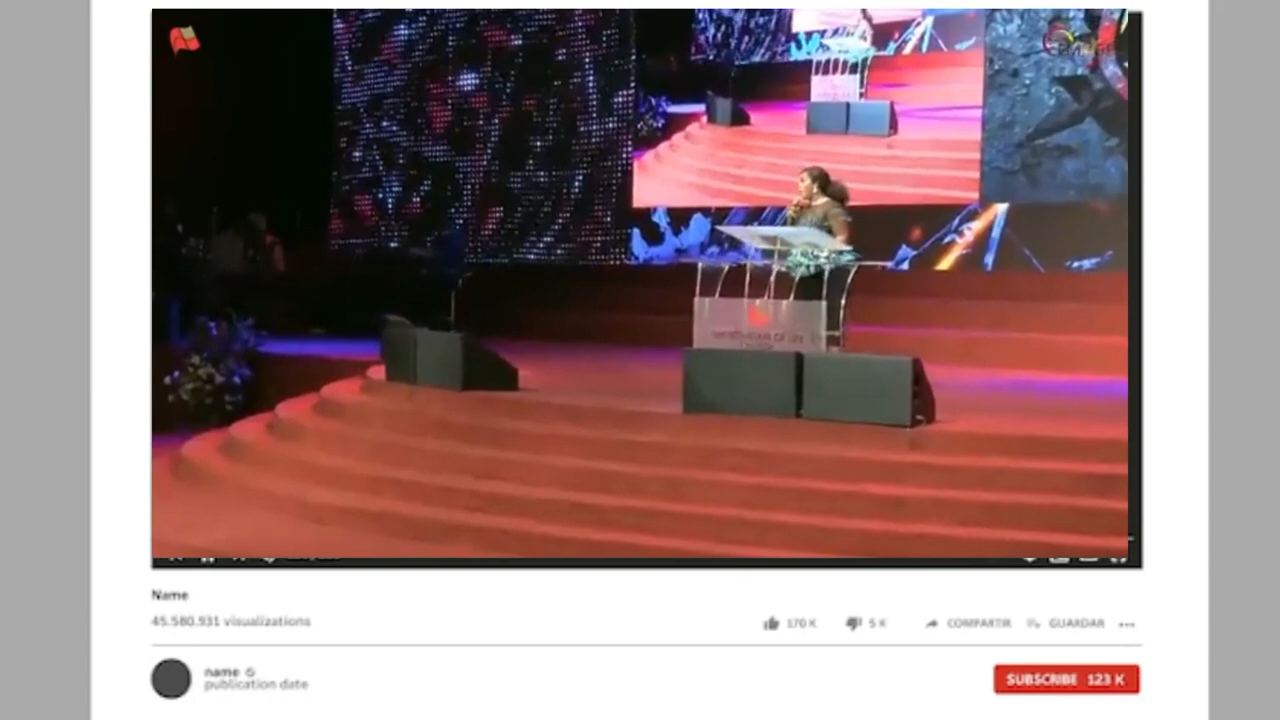 Name
45.580.931 visualizations
170 K
5 K
COMPARTIR
GUARDAR
name
publication date
SUBSCRIBE 123 K